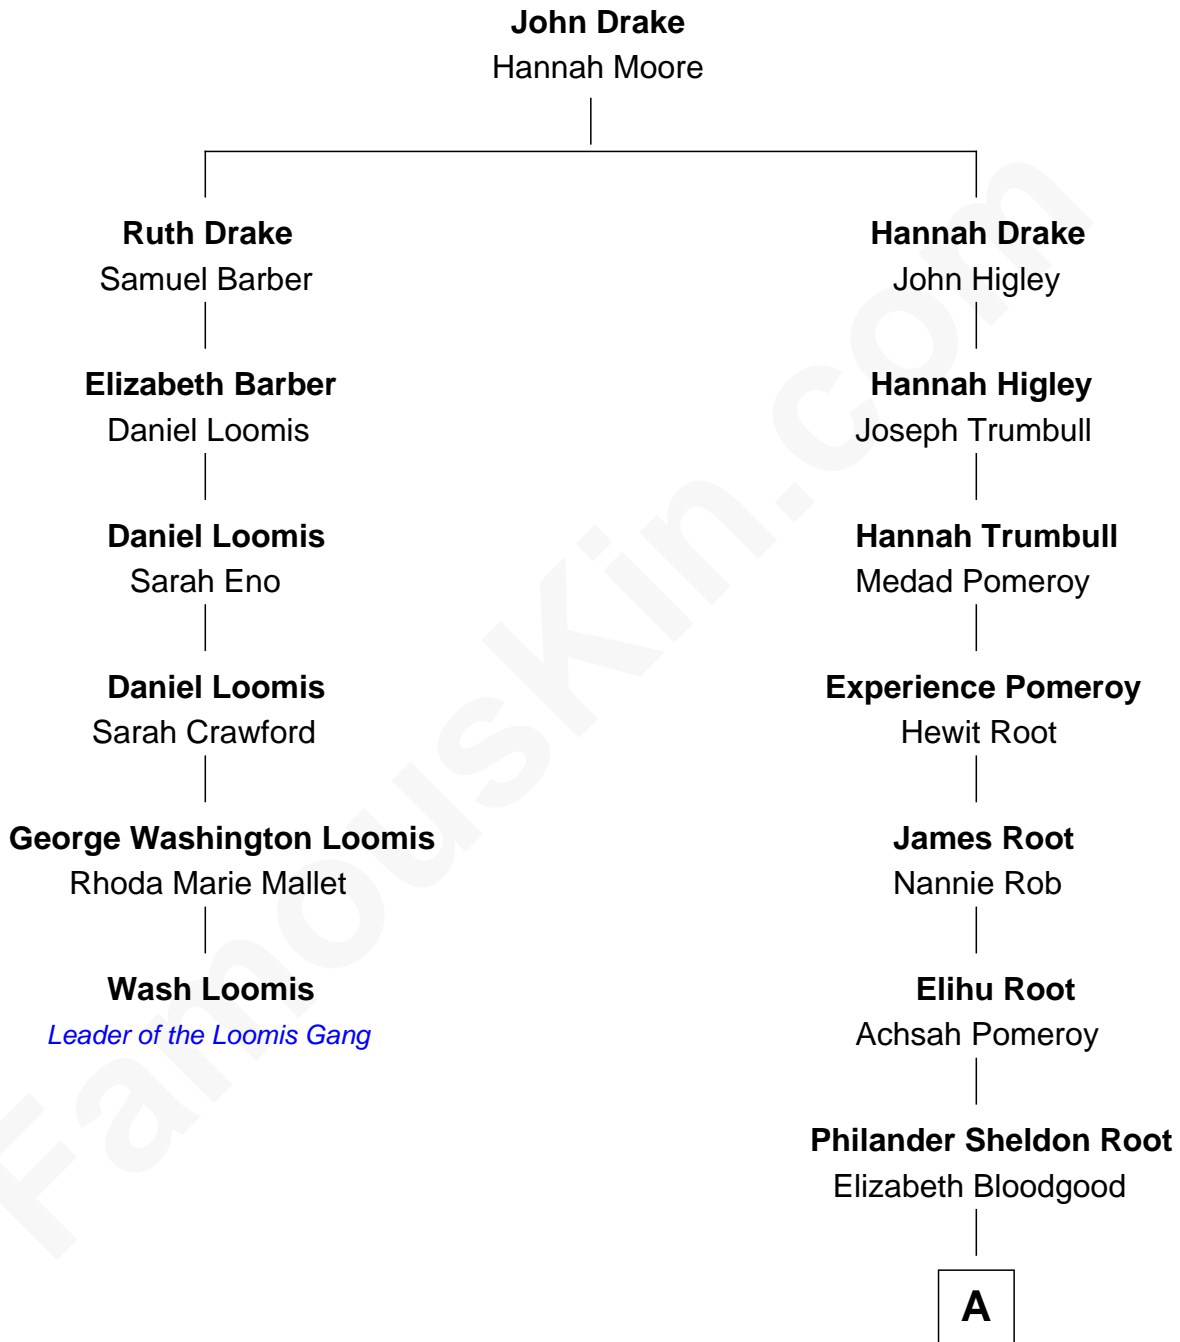 John Drake
Hannah Moore
Ruth Drake
Samuel Barber
Elizabeth Barber
Daniel Loomis
Daniel Loomis
Sarah Eno
Daniel Loomis
Sarah Crawford
George Washington Loomis
Rhoda Marie Mallet
Wash Loomis
Leader of the Loomis Gang
Hannah Drake
John Higley
Hannah Higley
Joseph Trumbull
Hannah Trumbull
Medad Pomeroy
Experience Pomeroy
Hewit Root
James Root
Nannie Rob
Elihu Root
Achsah Pomeroy
Philander Sheldon Root
Elizabeth Bloodgood
A
FamousKin.com